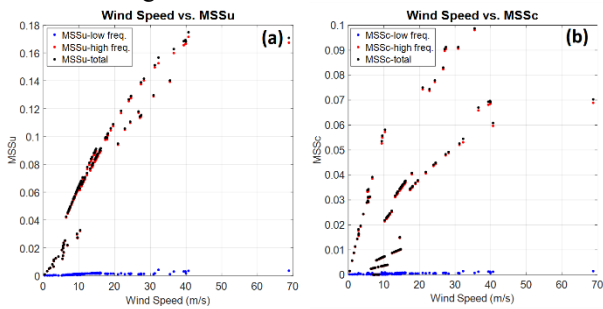 Wind Speed vs. MSSu
(a)
MSSu-low freq.
MSSu-high freq.
MSSu-total
0.18
0.16
0.14
0.12
0.1
0.08
0.06
0.04
0.02
0
MSSu
0 10 20 30 40 50 60 70
Wind Speed (m/s)
Wind Speed vs. MSSc
(b)
MSSc-low freq.
MSSc-high freq.
MSSc-total
0.1
0.09
0.08
0.07
0.06
0.05
0.04
0.03
0.02
0.01
0
MSSc
0 10 20 30 40 50 60 70
Wind Speed (m/s)